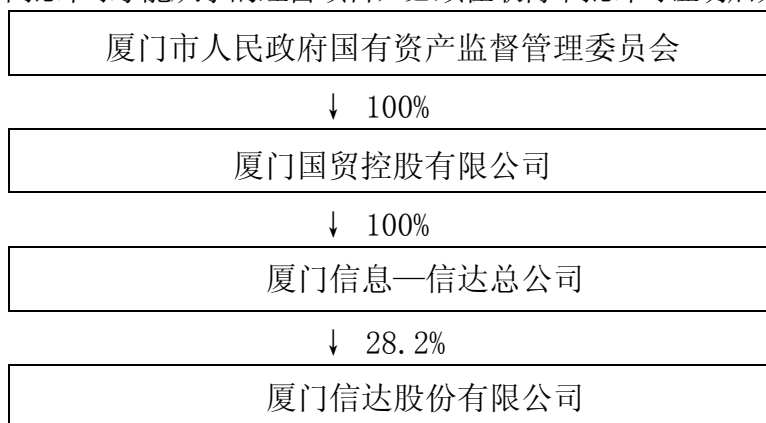 厦门市人民政府国有资产监督管理委员会
↓ 100%
厦门国贸控股有限公司
↓ 100%
厦门信息—信达总公司
↓ 28.2%
厦门信达股份有限公司